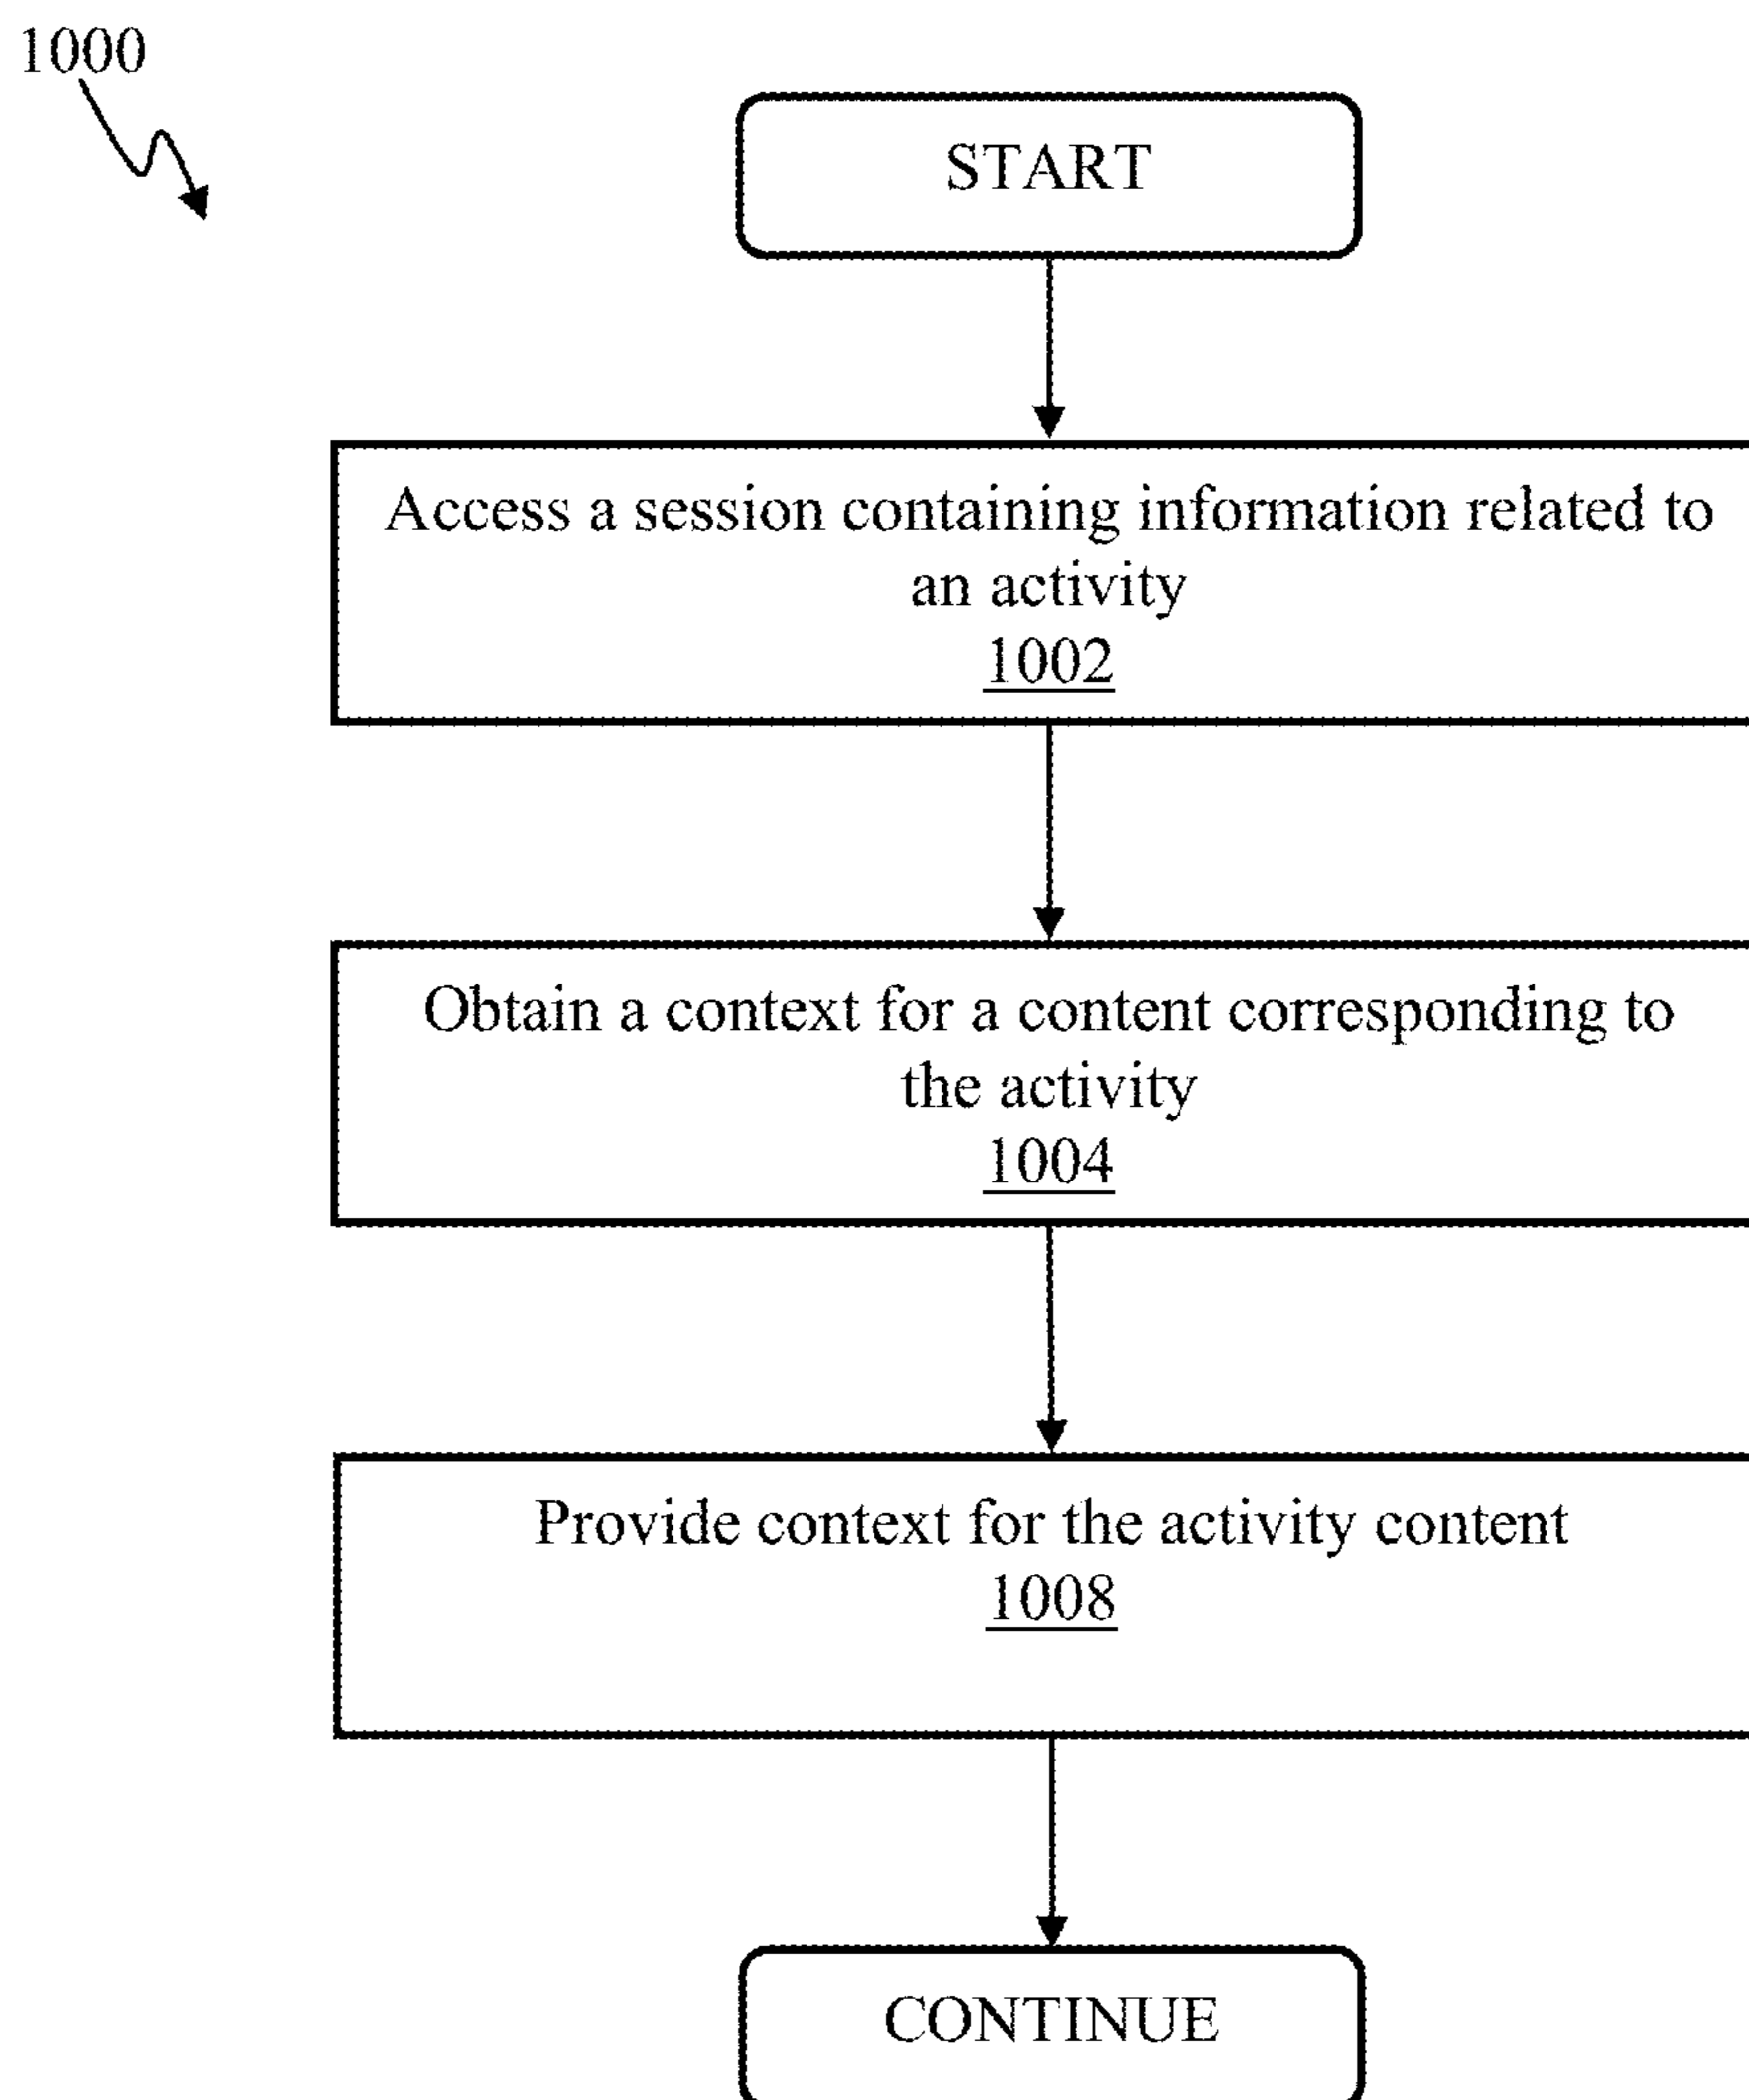 1000
START
Access a session containing information related to
an activity
1002
Obtain a context for a content corresponding to
the activity
1004
Provide context for the activity content
1008
CONTINUE